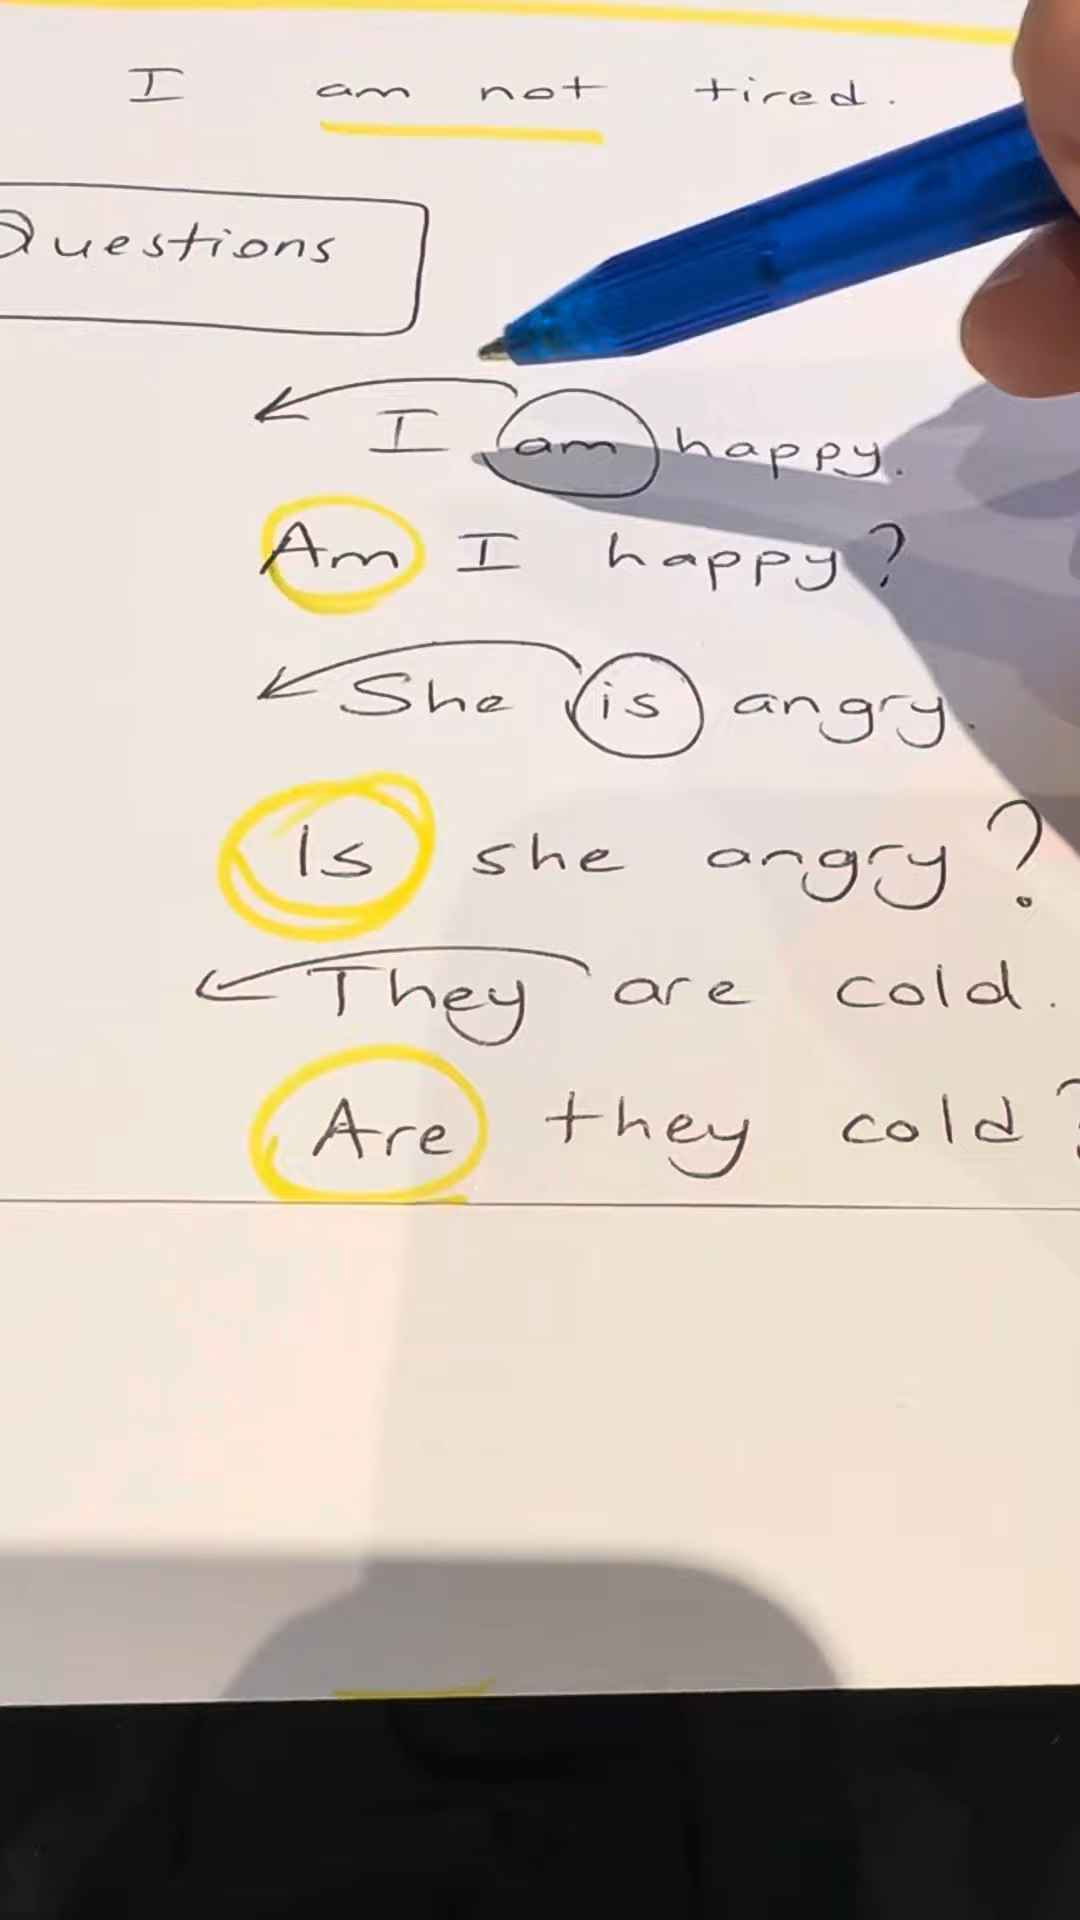 I am not tired.
Questions
I am happy.
Am I happy?
She is angry.
Is she angry?
They are cold.
Are they cold?